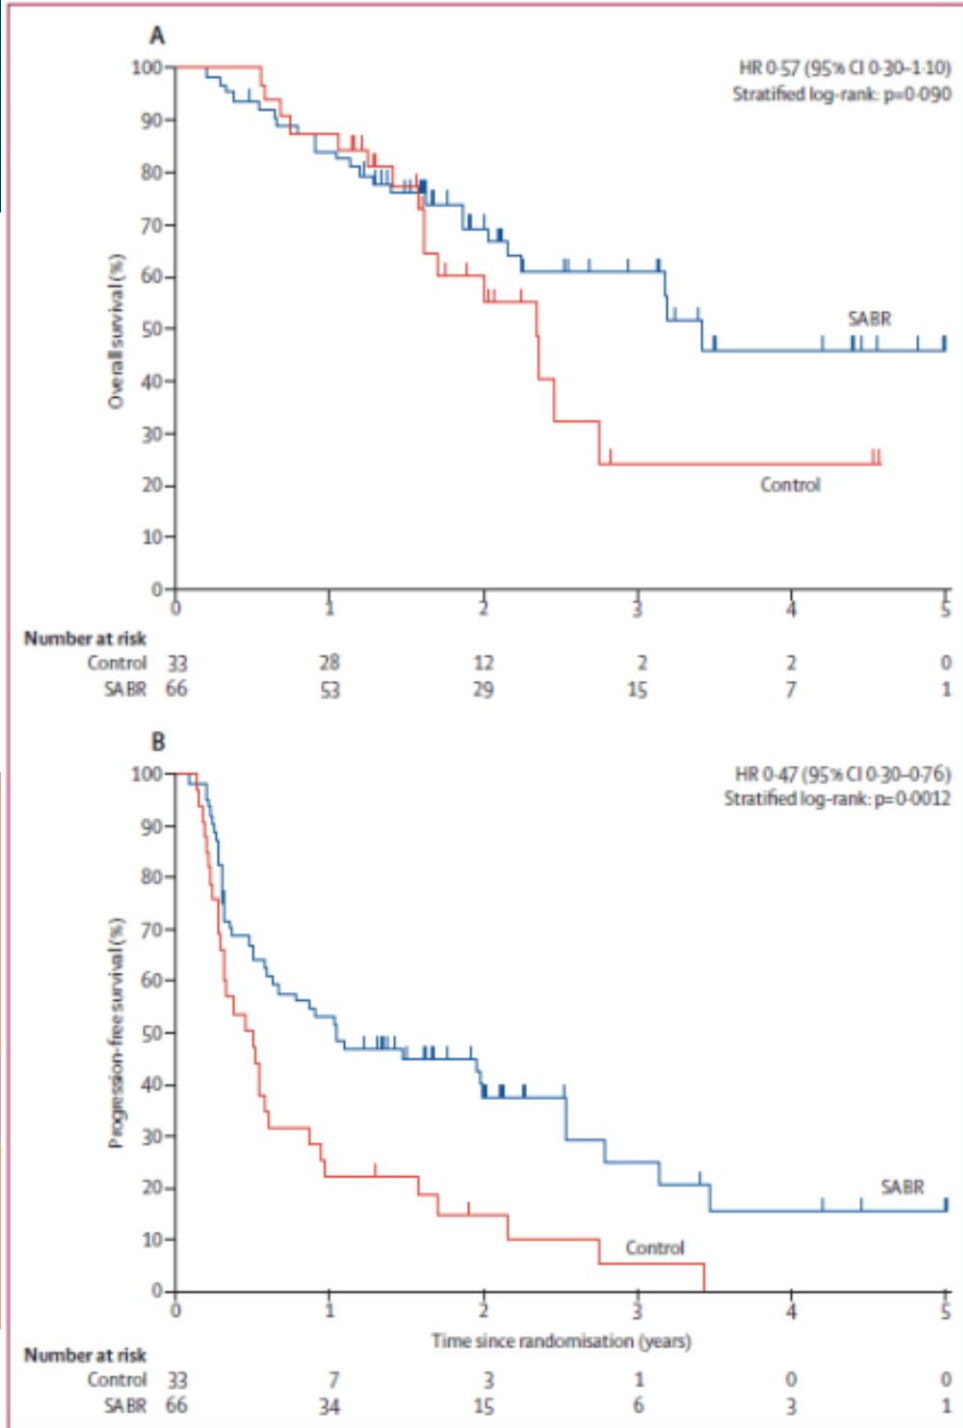 A
HR 0·57 (95% CI 0·30–1·10)
Stratified log-rank: p=0·090
100
90
80
70
60
50
40
30
20
10
0
Overall survival (%)
SABR
Control
0 1 2 3 4 5
Number at risk
Control 33 28 12 2 2 0
SABR 66 53 29 15 7 1
B
HR 0·47 (95% CI 0·30–0·76)
Stratified log-rank: p=0·0012
100
90
80
70
60
50
40
30
20
10
0
Progression-free survival (%)
SABR
Control
0 1 2 3 4 5
Time since randomisation (years)
Number at risk
Control 33 7 3 1 0 0
SABR 66 34 15 6 3 1